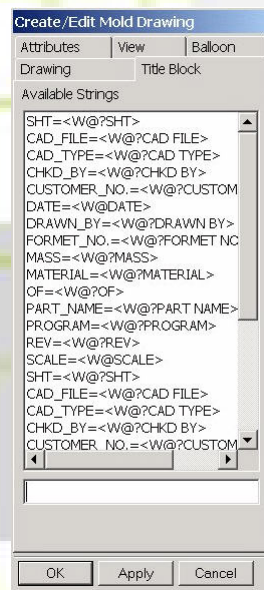 Create/Edit Mold Drawing
Attributes View Balloon
Drawing Title Block
Available Strings
SHT=<W@?SHT>
CAD_FILE=<W@?CAD FILE>
CAD_TYPE=<W@?CAD TYPE>
CHKD_BY=<W@?CHKD BY>
CUSTOMER_NO.=<W@?CUSTOM
DATE=<W@DATE>
DRAWN_BY=<W@?DRAWN BY>
FORMET_NO.=<W@?FORMET NO
MASS=<W@?MASS>
MATERIAL=<W@?MATERIAL>
OF=<W@?OF>
PART_NAME=<W@?PART NAME>
PROGRAM=<W@?PROGRAM>
REV=<W@?REV>
SCALE=<W@SCALE>
SHT=<W@?SHT>
CAD_FILE=<W@?CAD FILE>
CAD_TYPE=<W@?CAD TYPE>
CHKD_BY=<W@?CHKD BY>
CUSTOMER_NO.=<W@?CUSTOM
OK Apply Cancel